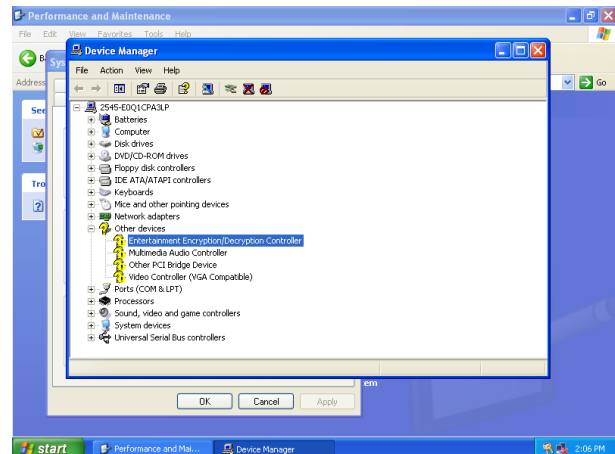 Performance and Maintenance
File Edit View Favorites Tools Help
Address
Go
Device Manager
File Action View Help
2545-E0Q1CPA3LP
Batteries
Computer
Disk drives
DVD/CD-ROM drives
Floppy disk controllers
IDE ATA/ATAPI controllers
Keyboards
Mice and other pointing devices
Network adapters
Other devices
Entertainment Encryption/Decryption Controller
Multimedia Audio Controller
Other PCI Bridge Device
Video Controller (VGA Compatible)
Ports (COM & LPT)
Processors
Sound, video and game controllers
System devices
Universal Serial Bus controllers
Sys
See
Tro
em
OK Cancel Apply
start
Performance and Mai...
Device Manager
2:06 PM